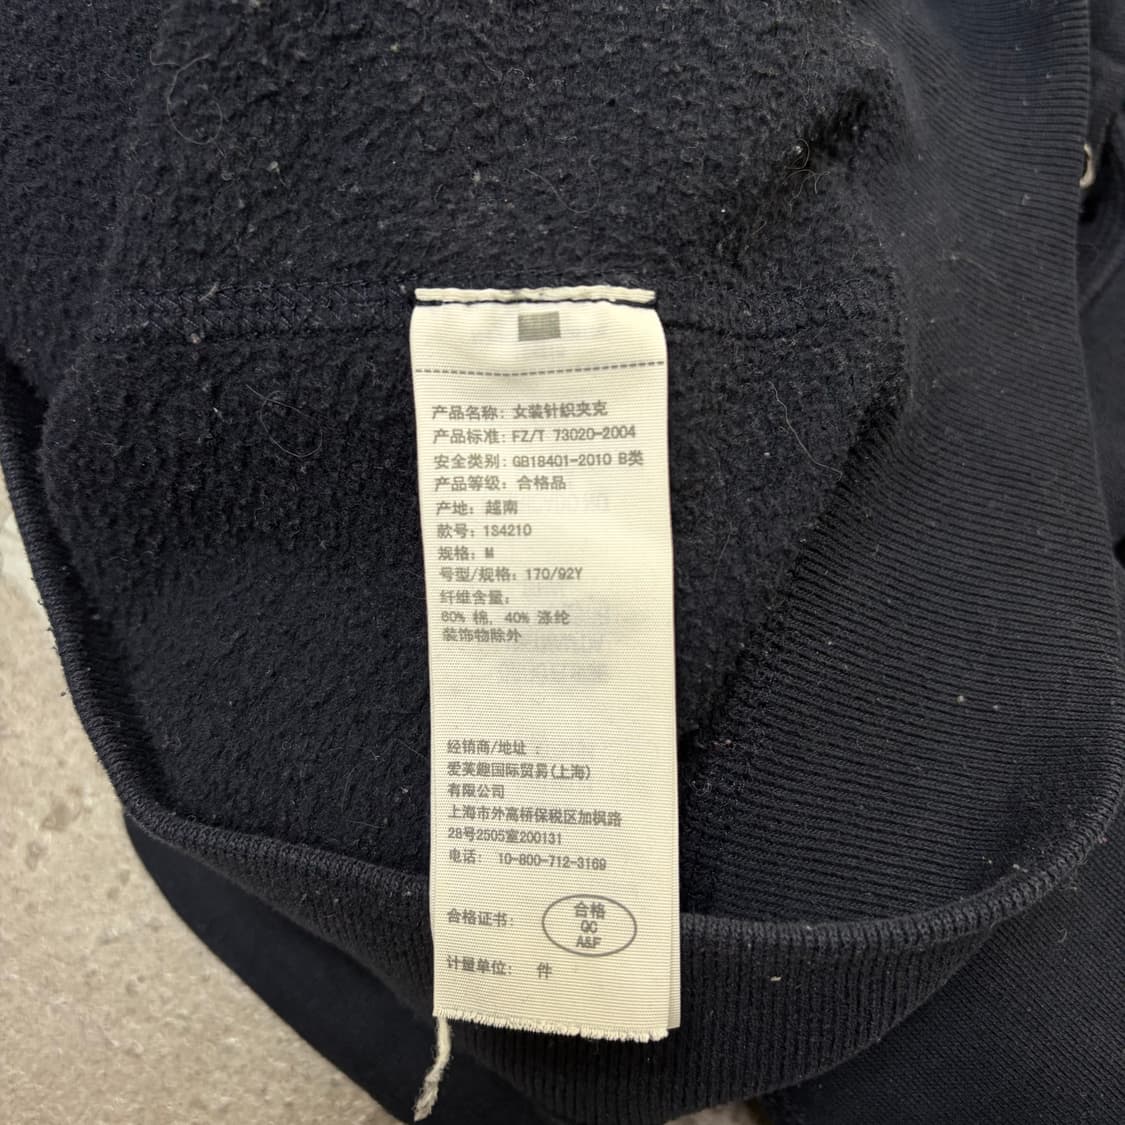 产品名称: 女装针织夹克
产品标准: FZ/T 73020-2004
安全类别: GB18401-2010 B类
产品等级: 合格品
产地: 越南
款号: 1S4210
规格: M
号型/规格: 170/92Y
纤维含量:
60% 棉, 40% 涤纶
装饰物除外
经销商/地址 :
爱芙趣国际贸易(上海)
有限公司
上海市外高桥保税区加枫路
28号2505室200131
电话: 10-800-712-3169
合格证书:
合格
QC
A&F
计量单位: 件